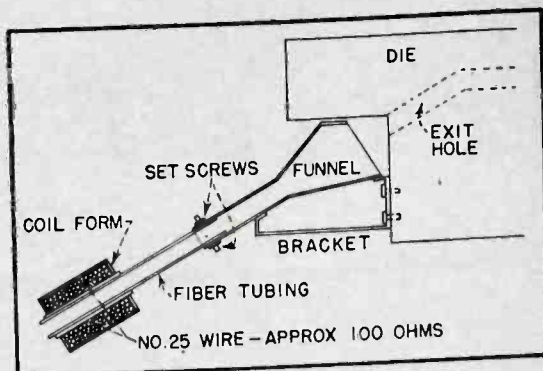 DIE
EXIT
HOLE
SET SCREWS
FUNNEL
COIL FORM
BRACKET
FIBER TUBING
NO. 25 WIRE – APPROX 100 OHMS